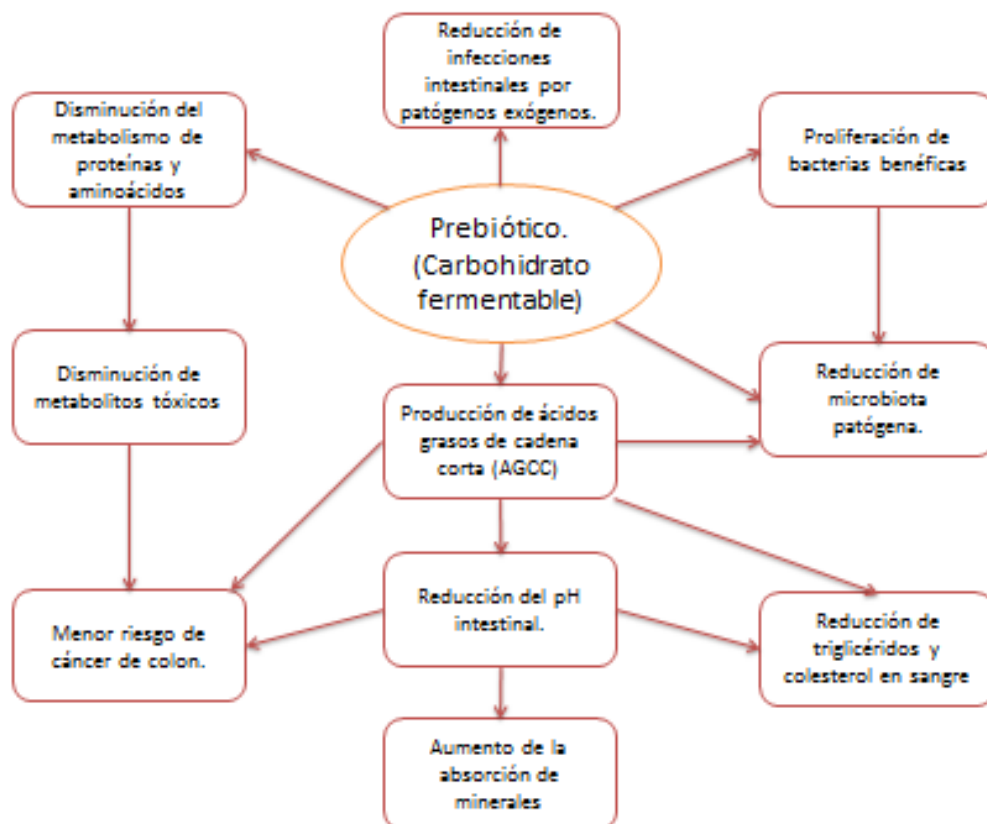 Reducción de
infecciones
intestinales por
patógenos exógenos.
Disminución del
metabolismo de
proteínas y
aminoácidos
Proliferación de
bacterias benéficas
Prebiótico.
(Carbohidrato
fermentable)
Disminución de
metabolitos tóxicos
Producción de ácidos
grasos de cadena
corta (AGCC)
Reducción de
microbiota
patógena.
Menor riesgo de
cáncer de colon.
Reducción del pH
intestinal.
Reducción de
triglicéridos y
colesterol en sangre
Aumento de la
absorción de
minerales